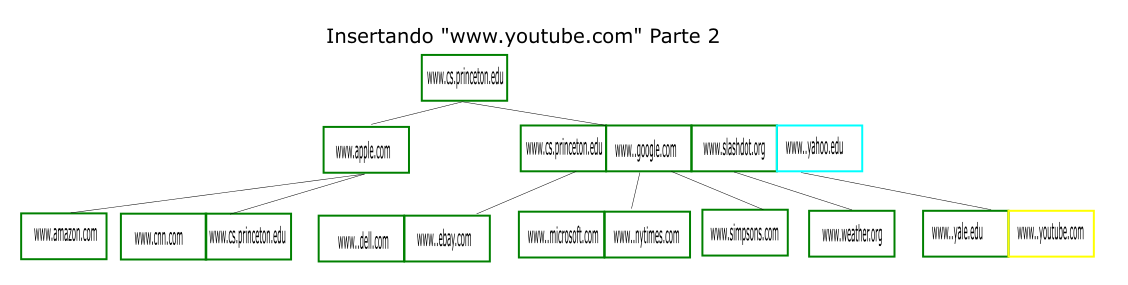 Insertando "www.youtube.com" Parte 2
www.cs.princeton.edu
www.apple.com
www.cs.princeton.edu
www..google.com
www.slashdot.org
www..yahoo.edu
www.amazon.com
www.cnn.com
www.cs.princeton.edu
www..dell.com
www..ebay.com
www..microsoft.com
www..nytimes.com
www.simpsons.com
www.weather.org
www..yale.edu
www..youtube.com